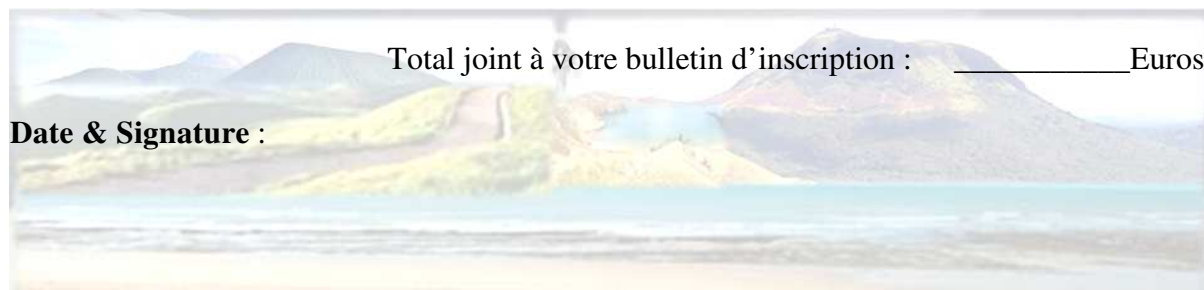 Total joint à votre bulletin d’inscription : ___________Euros
Date & Signature :